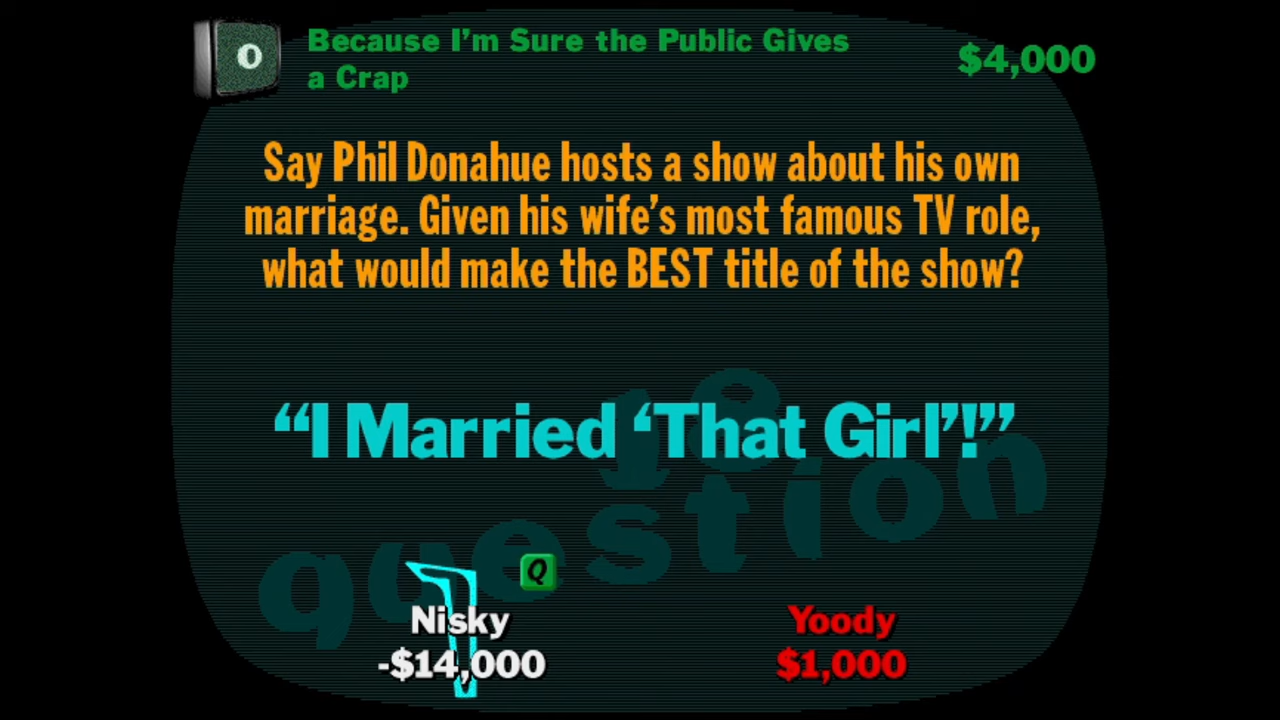 0
Because I'm Sure the Public Gives
a Crap
$4,000
Say Phil Donahue hosts a show about his own
marriage. Given his wife's most famous TV role,
what would make the BEST title of the show?
“I Married ‘That Girl’!”
question
Q
Nisky
Yoody
-$14,000
$1,000